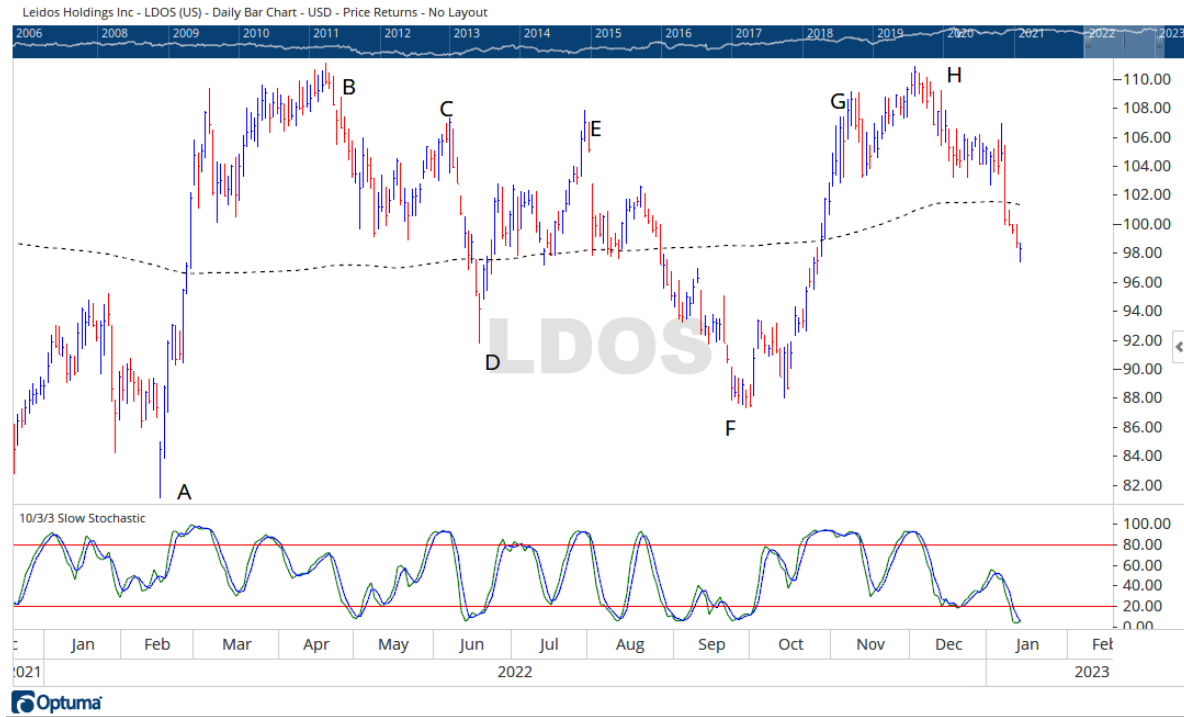 Leidos Holdings Inc - LDOS (US) - Daily Bar Chart - USD - Price Returns - No Layout
2006 2008 2009 2010 2011 2012 2013 2014 2015 2016 2017 2018 2019 2020 2021 2022 2023
110.00
108.00
106.00
104.00
102.00
100.00
98.00
96.00
94.00
92.00
90.00
88.00
86.00
84.00
82.00
B
C
E
G
H
LDOS
D
F
A
10/3/3 Slow Stochastic
100.00
80.00
60.00
40.00
20.00
0.00
c Jan Feb Mar Apr May Jun Jul Aug Sep Oct Nov Dec Jan Feb
2021 2022 2023
Optuma